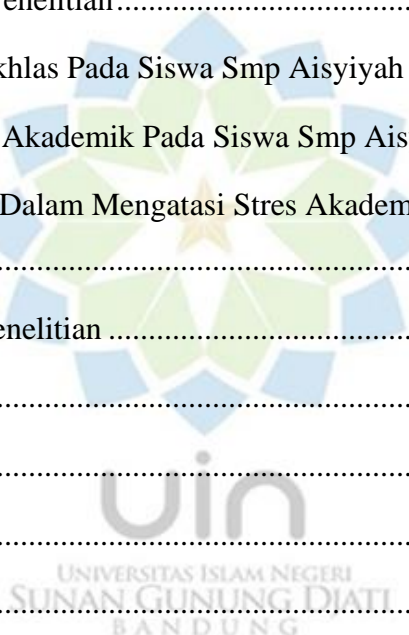 enelitian.....................................
khlas Pada Siswa Smp Aisyiyah
Akademik Pada Siswa Smp Ais
Dalam Mengatasi Stres Akadem
.....................................................
enelitian .......................................
.....................................................
.....................................................
uin
.....................................................
UNIVERSITAS ISLAM NEGERI
SUNAN GUNUNG DJATI
.....................................................
BANDUNG